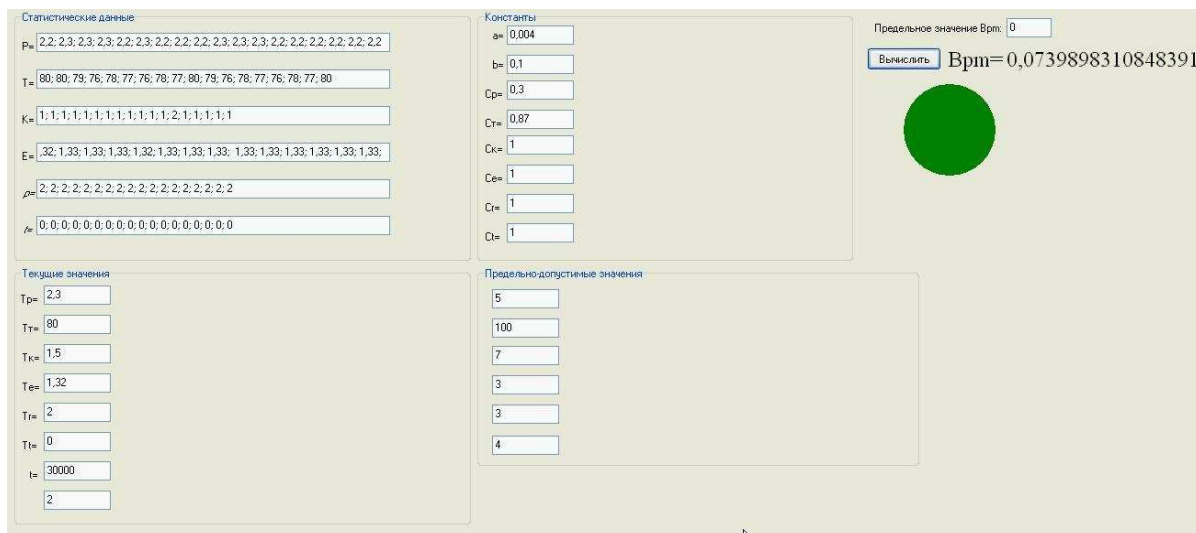 Статистические данные
P= 2,2; 2,3; 2,3; 2,3; 2,2; 2,3; 2,2; 2,2; 2,2; 2,3; 2,3; 2,3; 2,2; 2,2; 2,2; 2,2; 2,2; 2,2
T= 80; 80; 79; 76; 78; 77; 76; 78; 77; 80; 79; 76; 78; 77; 76; 78; 77; 80
K= 1; 1; 1; 1; 1; 1; 1; 1; 1; 1; 1; 1; 2; 1; 1; 1; 1; 1
E= ,32; 1,33; 1,33; 1,33; 1,32; 1,33; 1,33; 1,33; 1,33; 1,33; 1,33; 1,33; 1,33; 1,33;
ρ= 2; 2; 2; 2; 2; 2; 2; 2; 2; 2; 2; 2; 2; 2; 2; 2; 2; 2
0; 0; 0; 0; 0; 0; 0; 0; 0; 0; 0; 0; 0; 0; 0; 0; 0; 0
Константы
a= 0,004
b= 0,1
Cp= 0,3
Cт= 0,87
Cк= 1
Ce= 1
Cr= 1
Ct= 1
Предельное значение Bpm: 0
Вычислить Bpm=0,0739898310848391
Текущие значения
Tp= 2,3
Tт= 80
Tк= 1,5
Te= 1,32
Tr= 2
Tt= 0
t= 30000
2
Предельно-допустимые значения
5
100
7
3
3
4